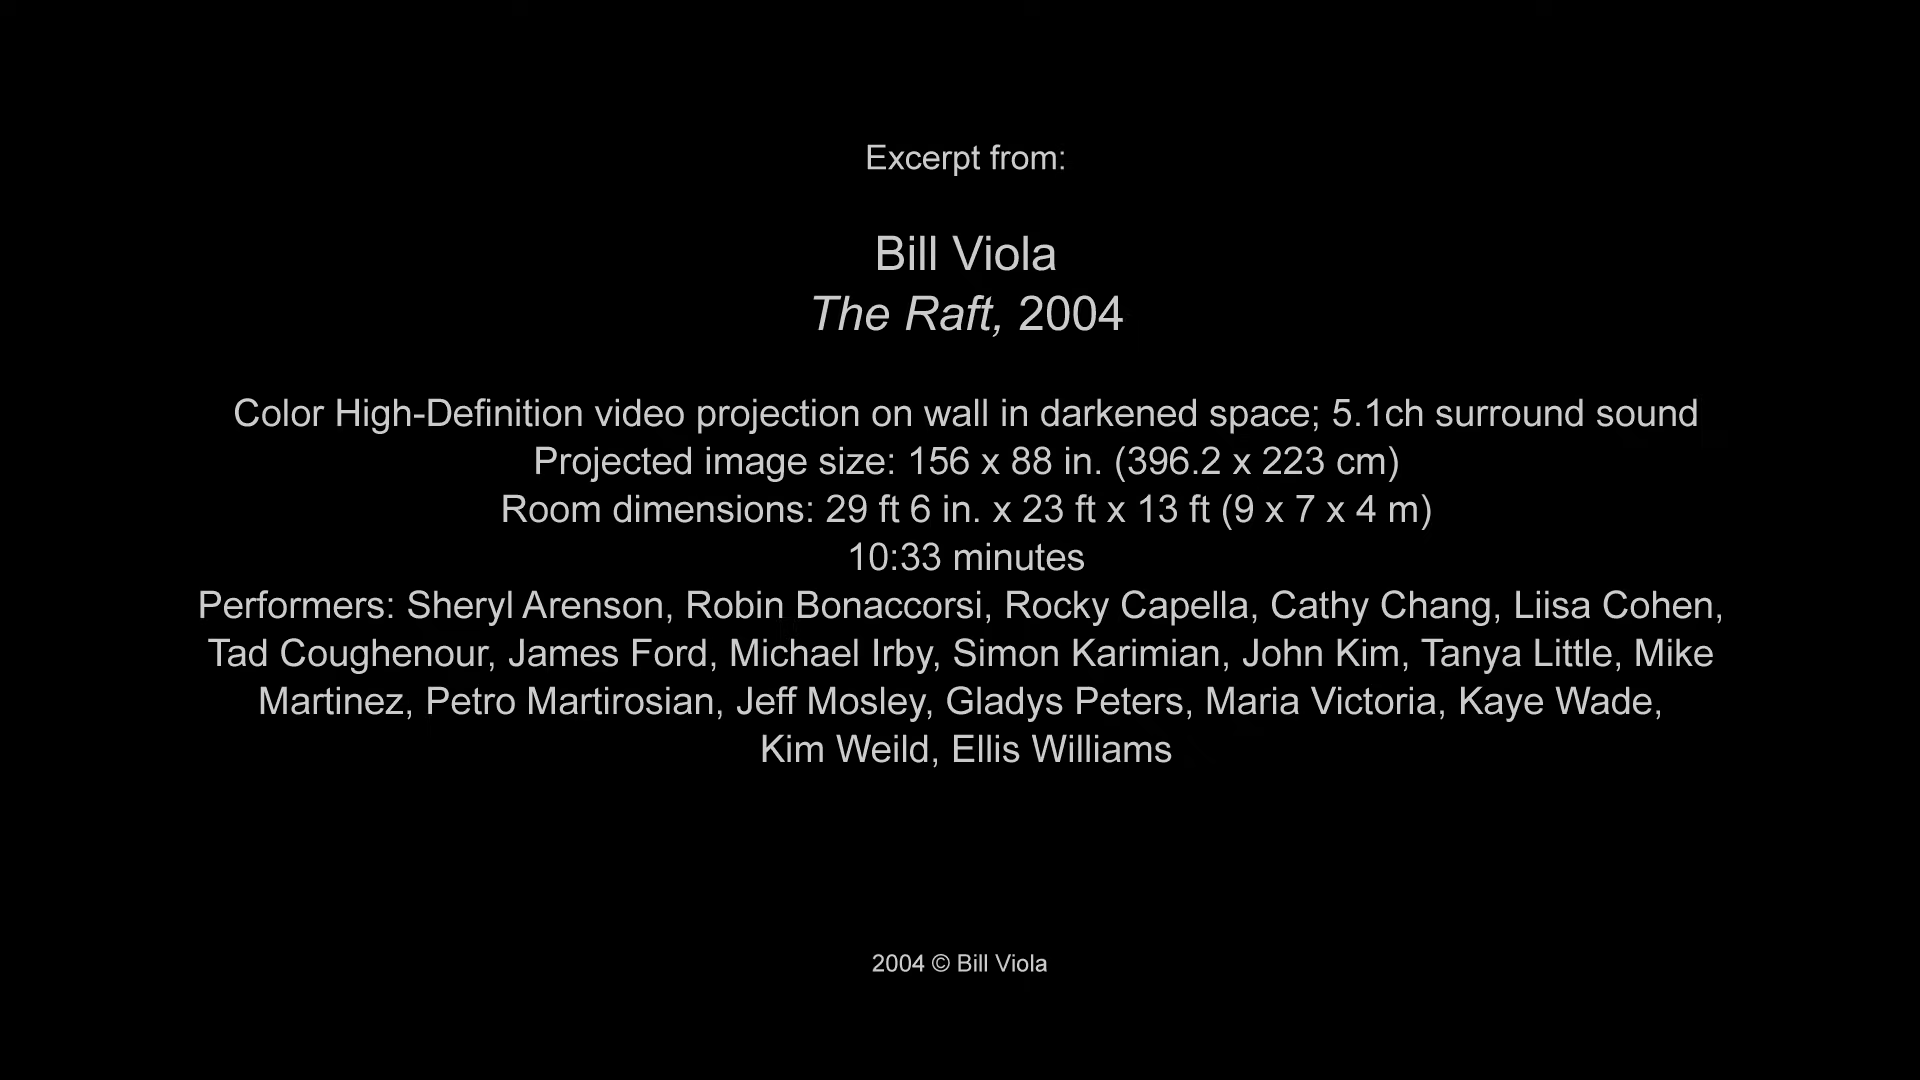 Excerpt from:
Bill Viola
The Raft, 2004
Color High-Definition video projection on wall in darkened space; 5.1ch surround sound
Projected image size: 156 x 88 in. (396.2 x 223 cm)
Room dimensions: 29 ft 6 in. x 23 ft x 13 ft (9 x 7 x 4 m)
10:33 minutes
Performers: Sheryl Arenson, Robin Bonaccorsi, Rocky Capella, Cathy Chang, Liisa Cohen,
Tad Coughenour, James Ford, Michael Irby, Simon Karimian, John Kim, Tanya Little, Mike
Martinez, Petro Martirosian, Jeff Mosley, Gladys Peters, Maria Victoria, Kaye Wade,
Kim Weild, Ellis Williams
2004 © Bill Viola